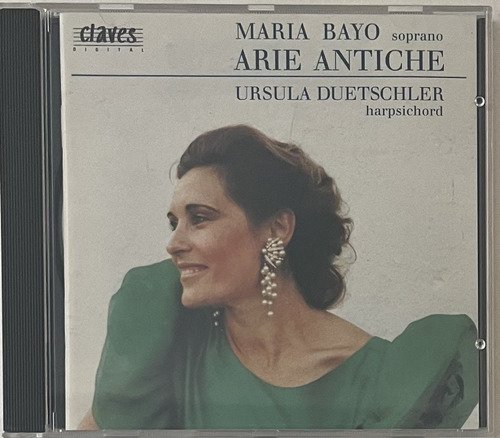 claves
DIGITAL
MARIA BAYO soprano
ARIE ANTICHE
URSULA DUETSCHLER
harpsichord